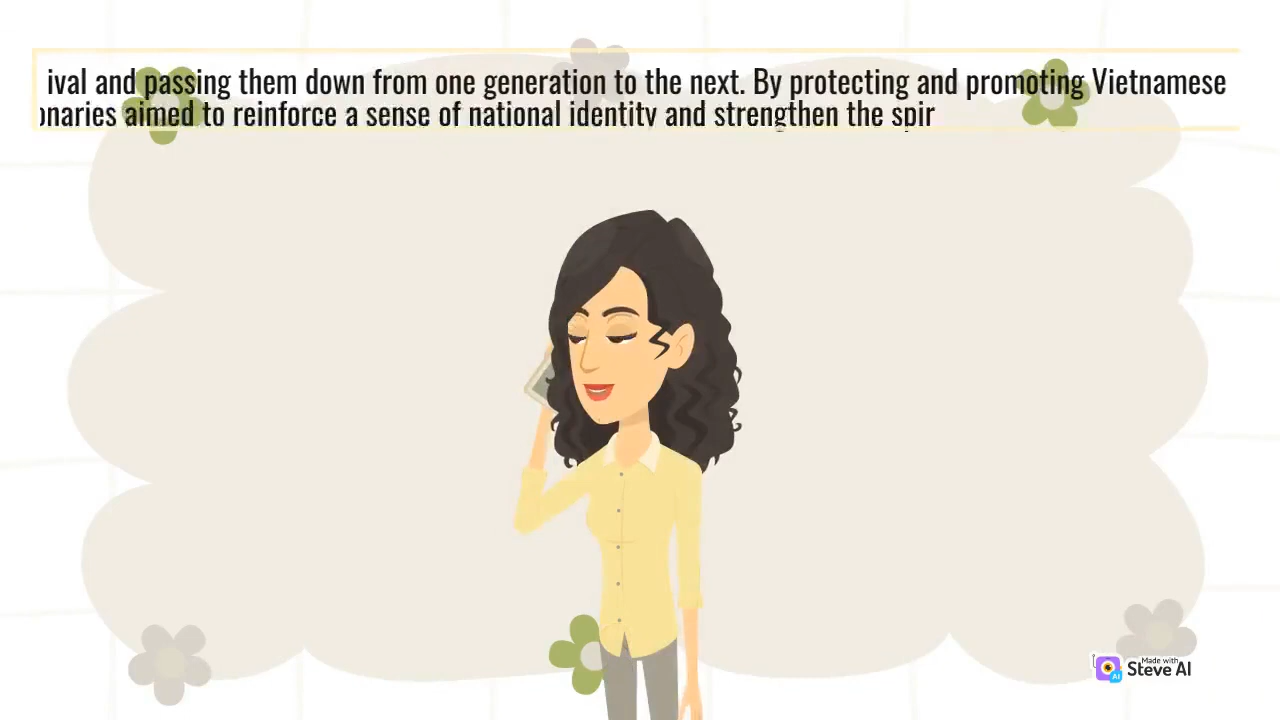 ival and passing them down from one generation to the next. By protecting and promoting Vietnamese
onaries aimed to reinforce a sense of national identity and strengthen the spir
Made with
Steve AI
AI